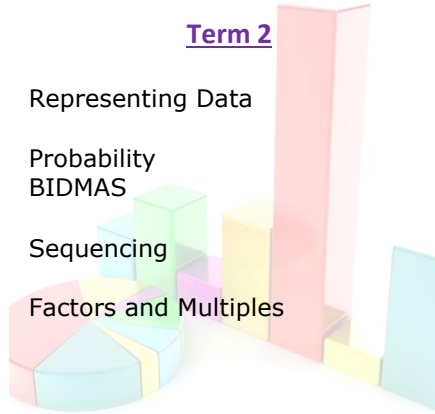 Term 2
Representing Data
Probability
BIDMAS
Sequencing
Factors and Multiples